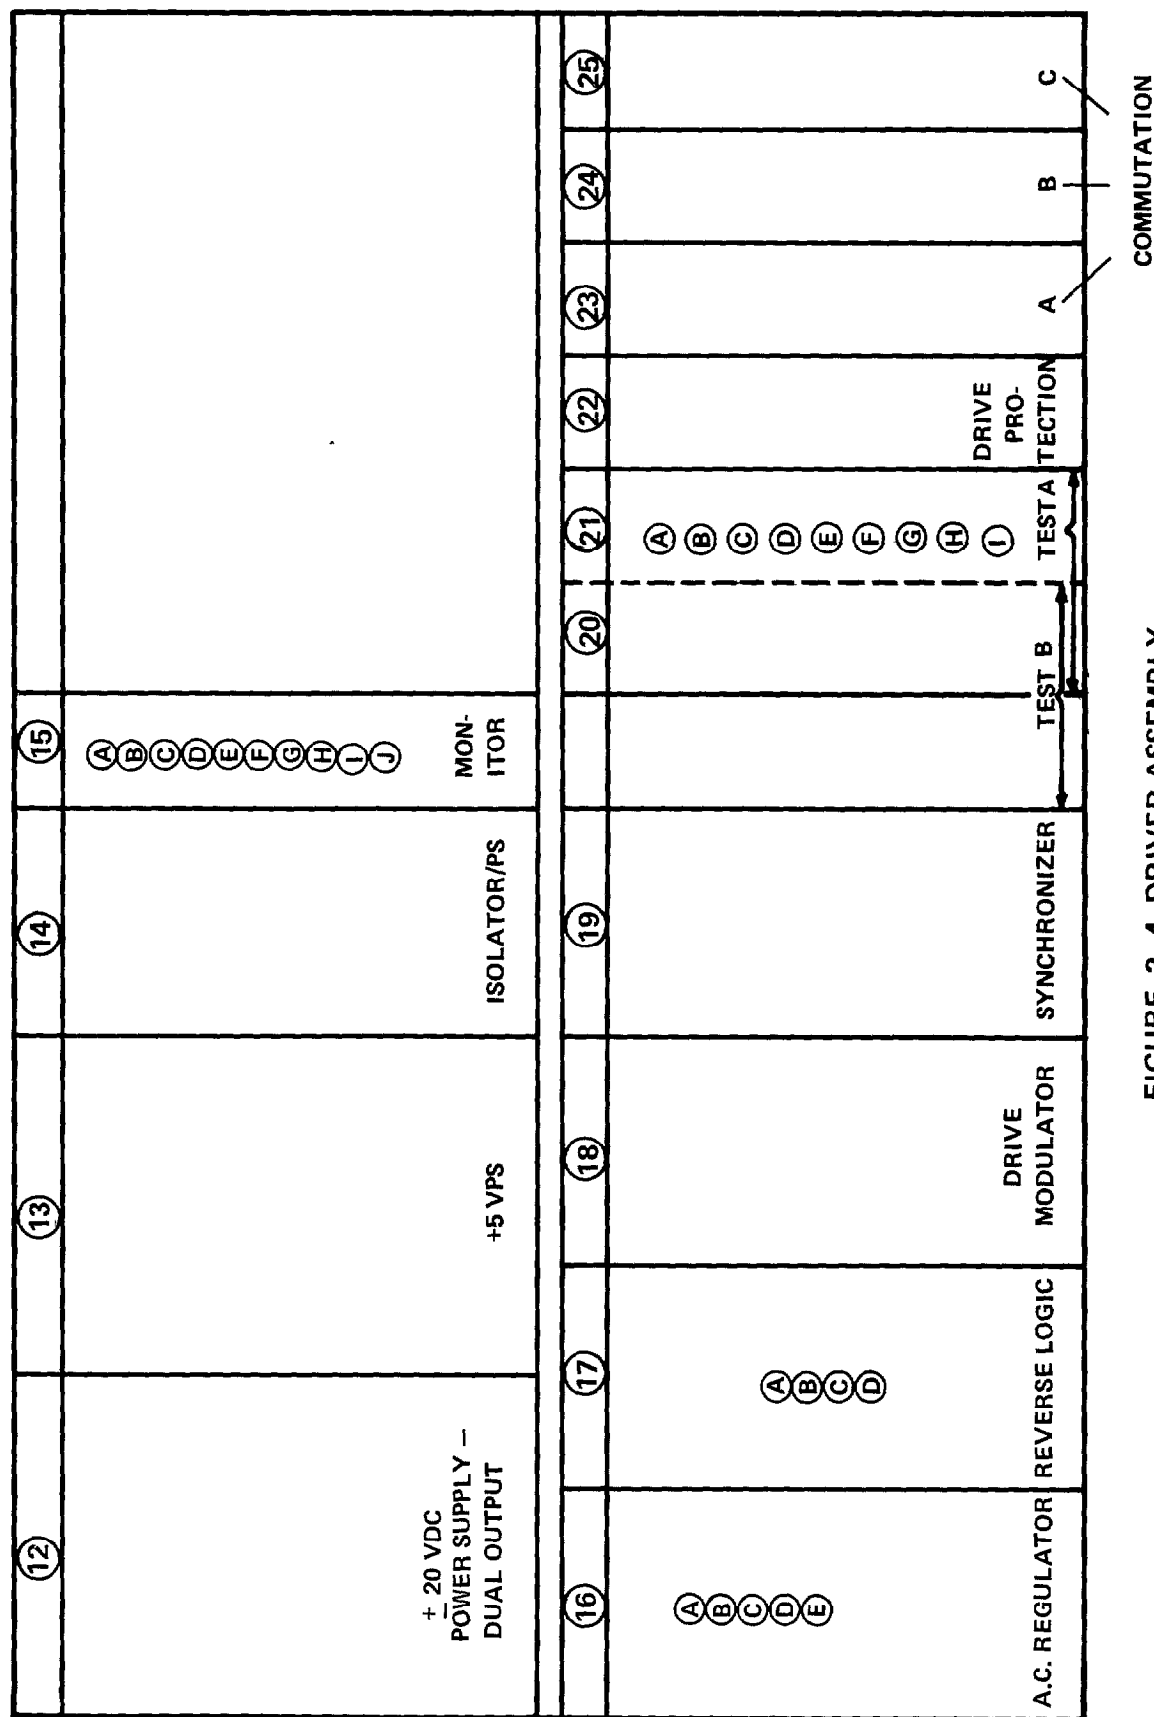 12
13
14
15
A
B
C
D
E
F
G
H
I
J
± 20 VDC
POWER SUPPLY –
DUAL OUTPUT
+5 VPS
ISOLATOR/PS
MON-
ITOR
16
17
18
19
20
21
22
23
24
25
A
B
C
D
E
A
B
C
D
A
B
C
D
E
F
G
H
I
A.C. REGULATOR
REVERSE LOGIC
DRIVE
MODULATOR
SYNCHRONIZER
TEST B
TEST A
DRIVE
PRO-
TECTION
A
B
C
COMMUTATION
FIGURE DRIVER ASSEMBLY